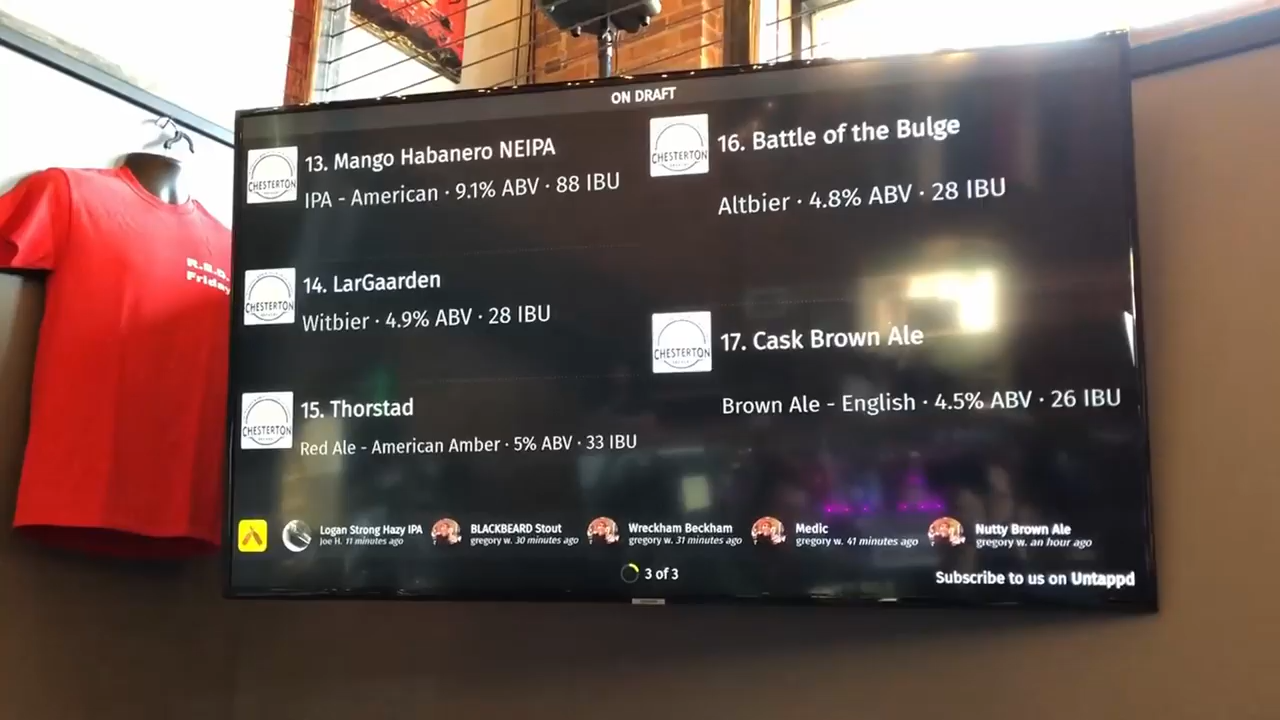 ON DRAFT
CHESTERTON
13. Mango Habanero NEIPA
IPA - American · 9.1% ABV · 88 IBU
CHESTERTON
14. LarGaarden
Witbier · 4.9% ABV · 28 IBU
CHESTERTON
15. Thorstad
Red Ale - American Amber · 5% ABV · 33 IBU
CHESTERTON
16. Battle of the Bulge
Altbier · 4.8% ABV · 28 IBU
CHESTERTON
17. Cask Brown Ale
Brown Ale - English · 4.5% ABV · 26 IBU
R.E.D.
Friday
Logan Strong Hazy IPA
Joe H. 11 minutes ago
BLACKBEARD Stout
gregory w. 30 minutes ago
Wreckham Beckham
gregory w. 31 minutes ago
Medic
gregory w. 41 minutes ago
Nutty Brown Ale
gregory w. an hour ago
3 of 3
Subscribe to us on Untappd